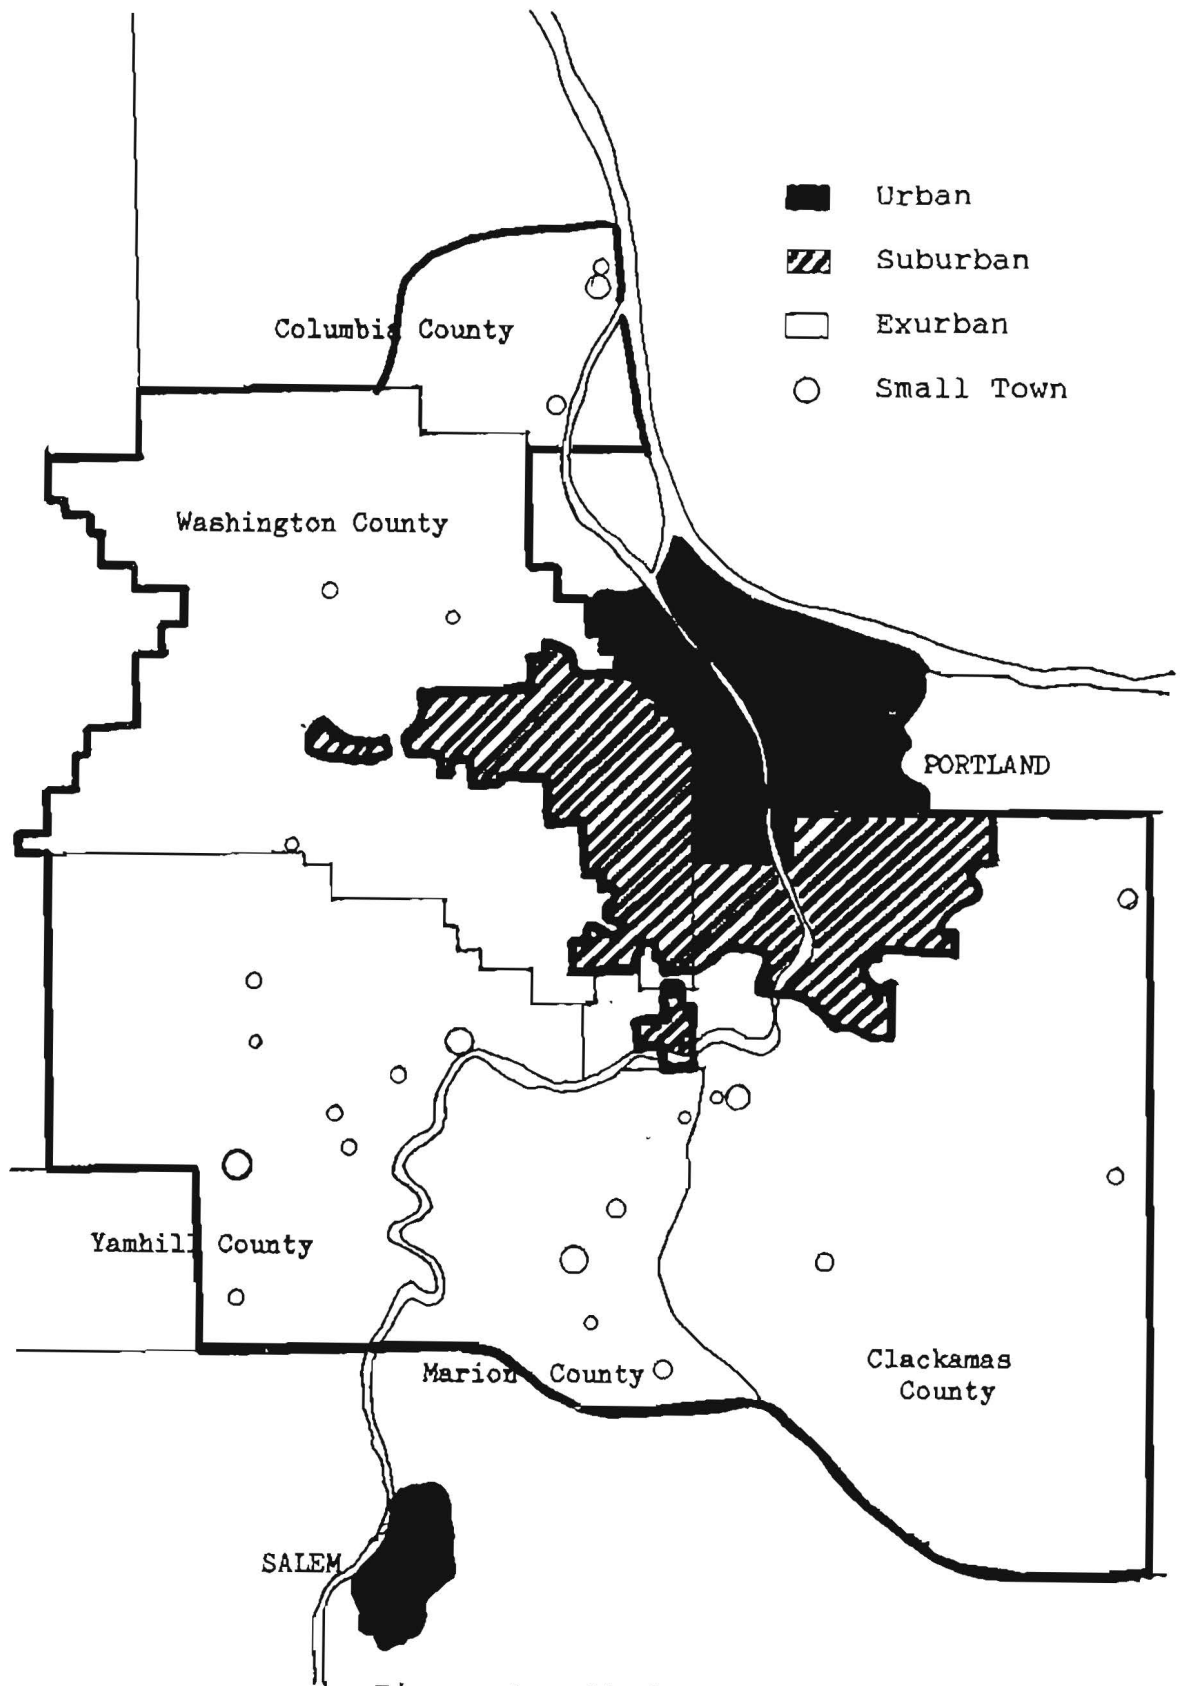 Urban
Suburban
Exurban
Small Town
Columbia County
Washington County
PORTLAND
Yamhill County
Marion County
Clackamas
County
SALEM